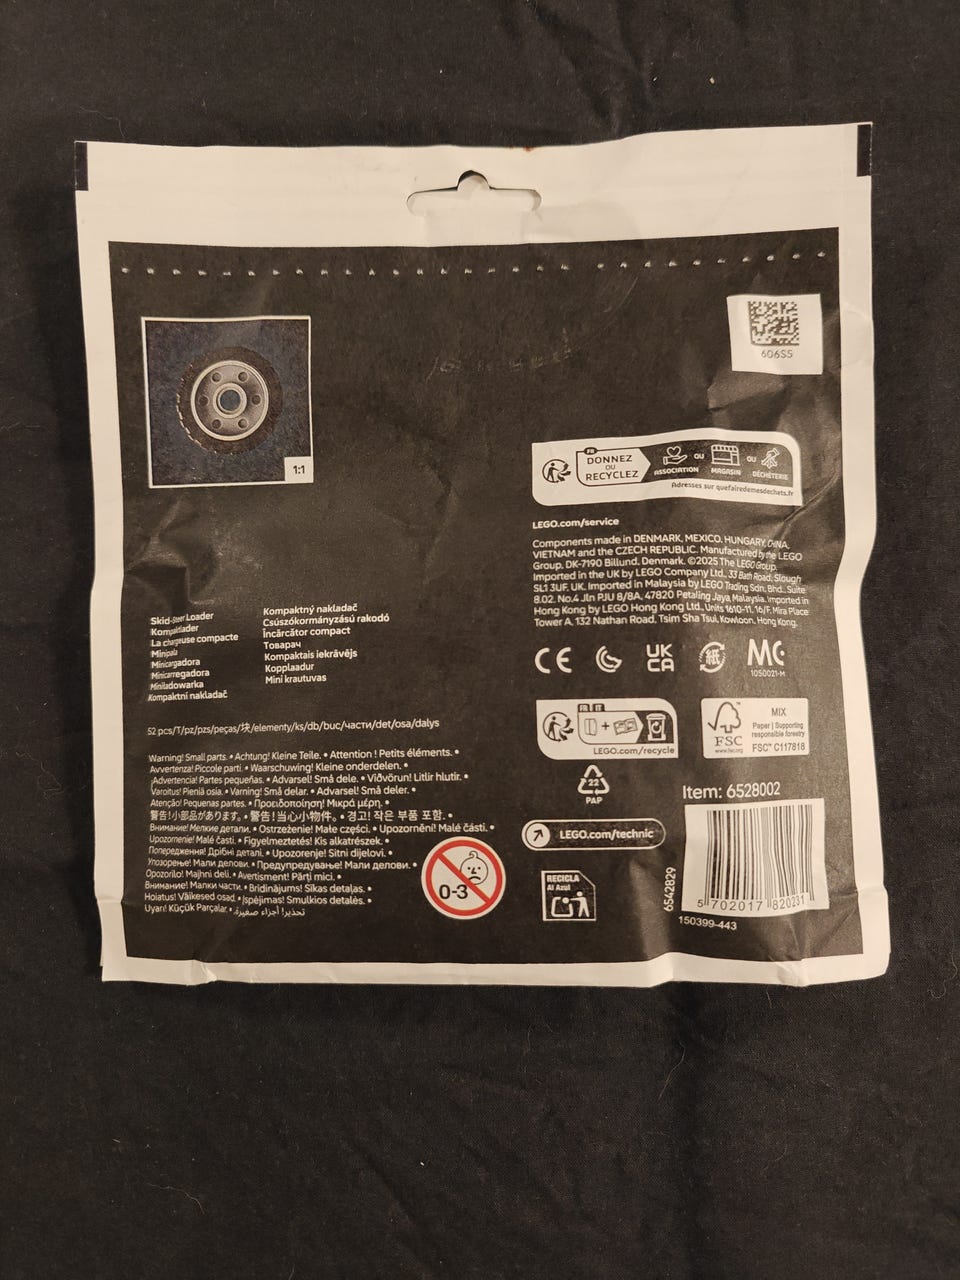 606S5
1:1
FR
DONNEZ
OU
RECYCLEZ
ASSOCIATION
OU
MAGASIN
OU
DÉCHÈTERIE
Adresses sur quefairedemesdechets.fr
LEGO.com/service
Components made in DENMARK, MEXICO, HUNGARY, CHINA,
VIETNAM and the CZECH REPUBLIC. Manufactured by the LEGO
Group, DK-7190 Billund, Denmark. ©2025 The LEGO Group.
Imported in the UK by LEGO Company Ltd., 33 Bath Road, Slough
SL1 3UF, UK. Imported in Malaysia by LEGO Trading Sdn. Bhd., Suite
8.02, No.4 Jln PJU 8/8A, 47820 Petaling Jaya, Malaysia. Imported in
Hong Kong by LEGO Hong Kong Ltd., Units 1610-11, 16/F, Mira Place
Tower A, 132 Nathan Road, Tsim Sha Tsui, Kowloon, Hong Kong.
Skid-Steer Loader
Kompaktlader
La chargeuse compacte
Minipala
Minicargadora
Minicarregadora
Miniładowarka
Kompaktní nakladač
Kompaktný nakladač
Csúszókormányzású rakodó
Încărcător compact
Товарач
Kompaktais iekrāvējs
Kopplaadur
Mini krautuvas
CE
UK
CA
紙
MC
1050021-M
52 pcs/T/pz/pzs/peças/块/elementy/ks/db/buc/части/det/osa/dalys
FR
IT
LEGO.com/recycle
FSC
www.fsc.org
MIX
Paper | Supporting
responsible forestry
FSC™ C117818
Warning! Small parts. • Achtung! Kleine Teile. • Attention ! Petits éléments. •
Avvertenza! Piccole parti. • Waarschuwing! Kleine onderdelen. •
¡Advertencia! Partes pequeñas. • Advarsel! Små dele. • Viðvörun! Litlir hlutir. •
Varoitus! Pieniä osia. • Varning! Små delar. • Advarsel! Små deler. •
Atenção! Pequenas partes. • Προειδοποίηση! Μικρά μέρη. •
警告!小部品があります。• 警告!当心小物件。• 경고! 작은 부품 포함. •
Внимание! Мелкие детали. • Ostrzeżenie! Małe części. • Upozornění! Malé části. •
Upozornenie! Malé časti. • Figyelmeztetés! Kis alkatrészek. •
Попередження! Дрібні деталі. • Upozorenje! Sitni dijelovi. •
Упозорење! Мали делови. • Предупредување! Мали делови. •
Opozorilo! Majhni deli. • Avertisment! Părți mici. •
Внимание! Малки части. • Brīdinājums! Sīkas detaļas. •
Hoiatus! Väikesed osad. • Įspėjimas! Smulkios detalės. •
Uyarı! Küçük Parçalar. • تحذير! أجزاء صغيرة. •
0-3
22
PAP
LEGO.com/technic
RECICLA
Al Azul
Item: 6528002
6542829
5 702017 820231
150399-443